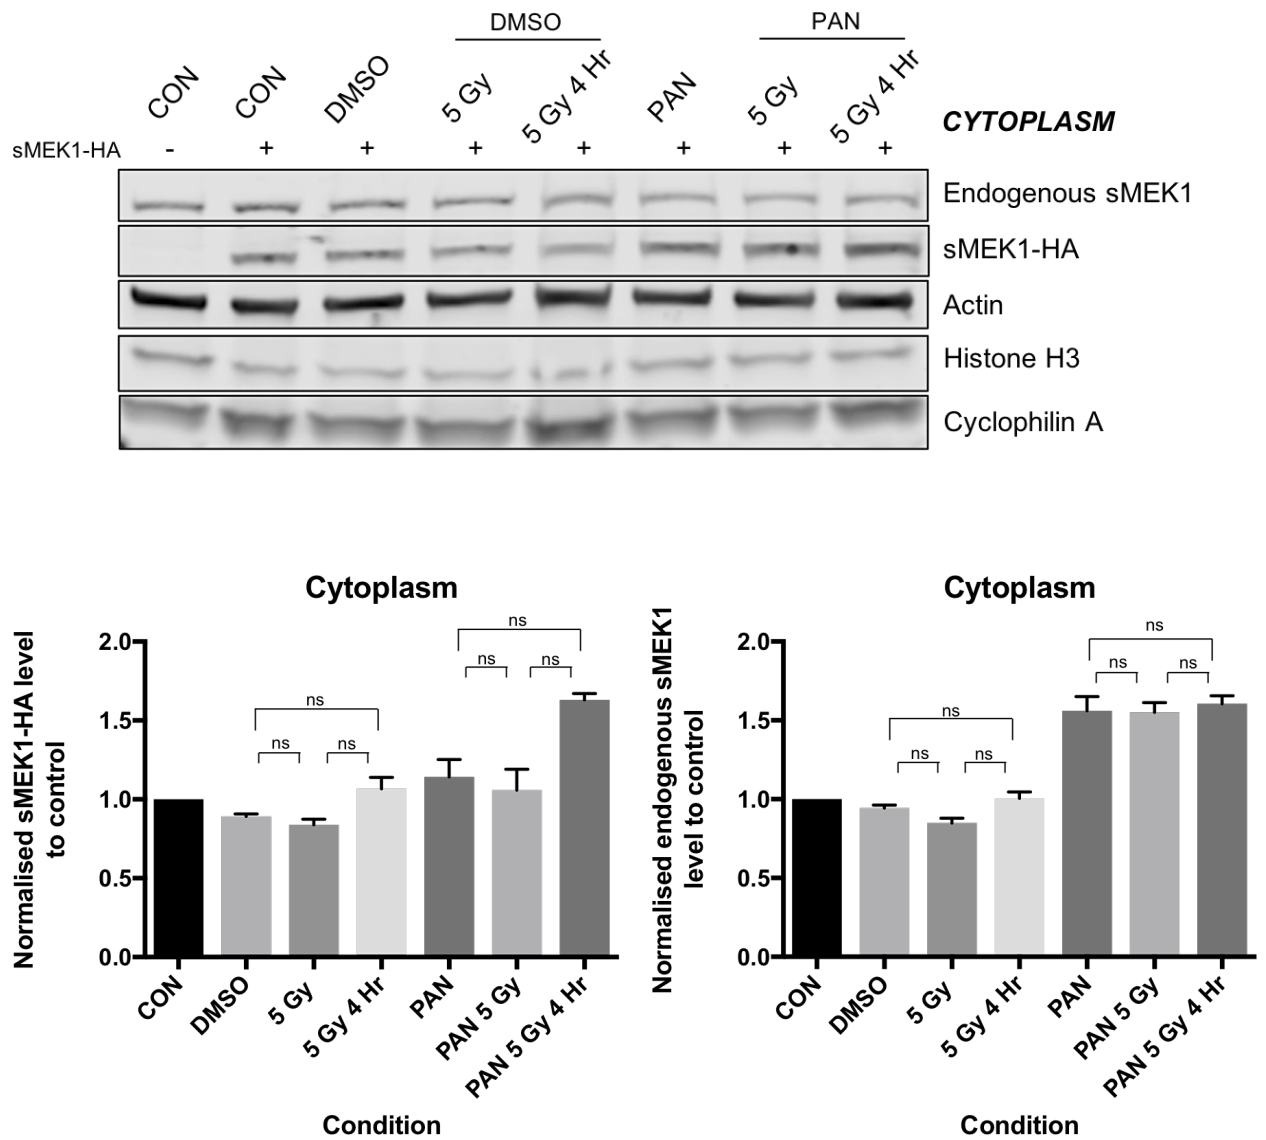 DMSO PAN
CON CON DMSO 5 Gy 5 Gy 4 Hr PAN 5 Gy 5 Gy 4 Hr
CYTOPLASM
sMEK1-HA - + + + + + + +
Endogenous sMEK1
sMEK1-HA
Actin
Histone H3
Cyclophilin A
Cytoplasm
Normalised sMEK1-HA level
to control
2.0
1.5
1.0
0.5
0.0
ns
ns ns
ns
ns ns
CON DMSO 5 Gy 5 Gy 4 Hr PAN PAN 5 Gy PAN 5 Gy 4 Hr
Condition
Cytoplasm
Normalised endogenous sMEK1
level to control
2.0
1.5
1.0
0.5
0.0
ns
ns ns
ns
ns ns
CON DMSO 5 Gy 5 Gy 4 Hr PAN PAN 5 Gy PAN 5 Gy 4 Hr
Condition